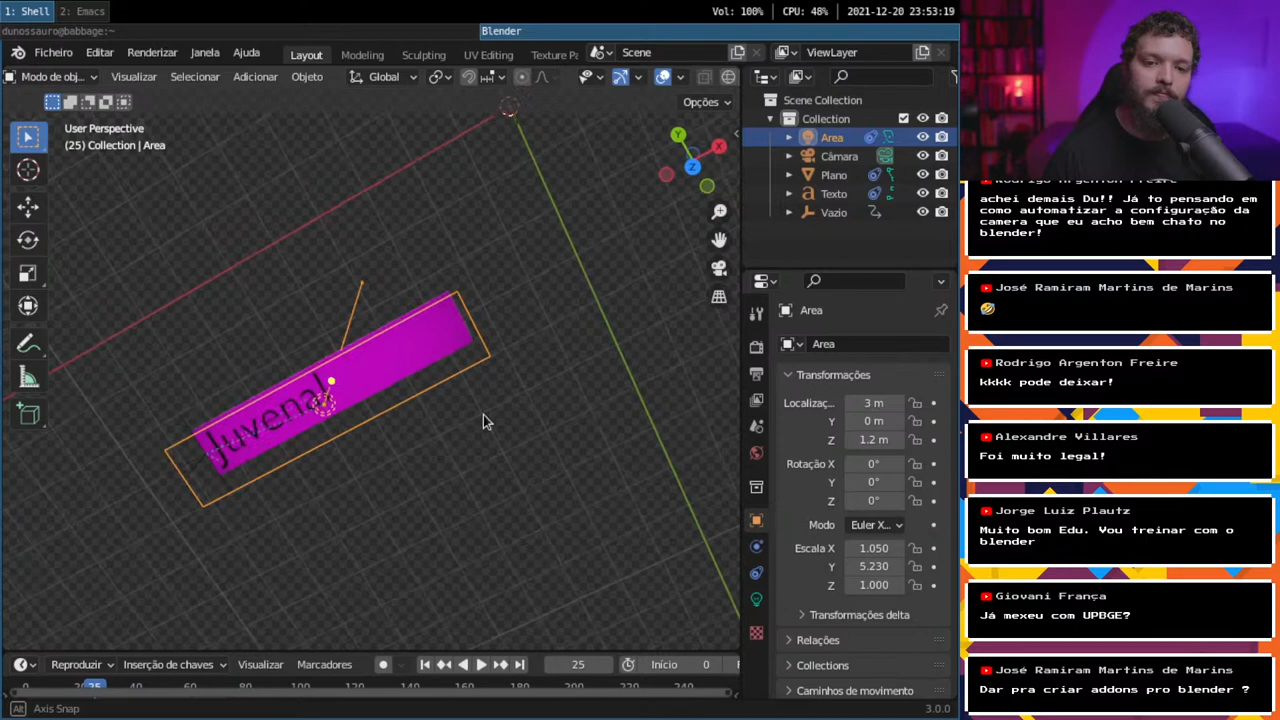 1: Shell 2: Emacs Vol: 100% CPU: 48% 2021-12-20 23:53:19
dunossauro@babbage:~ Blender
Ficheiro Editar Renderizar Janela Ajuda Layout Modeling Sculpting UV Editing Texture Pa Scene ViewLayer
Modo de obj... Visualizar Selecionar Adicionar Objeto Global
Opções
User Perspective
(25) Collection | Area
Y
X
Z
Juvenal
Scene Collection
Collection
Area
Câmara
Plano
Texto
Vazio
Area
Area
Transformações
Localizaç... 3 m
Y 0 m
Z 1.2 m
Rotação X 0°
Y 0°
Z 0°
Modo Euler X...
Escala X 1.050
Y 5.230
Z 1.000
Transformações delta
Relações
Collections
Caminhos de movimento
Reproduzir Inserção de chaves Visualizar Marcadores 25 Início 0
0 25 40 60 80 100 120 140 160 180 200 220 240
Alt Axis Snap 3.0.0
Rodrigo Argenton Freire
achei demais Du!! Já to pensando em
como automatizar a configuração da
camera que eu acho bem chato no
blender!
José Ramiram Martins de Marins
🤣
Rodrigo Argenton Freire
kkkk pode deixar!
Alexandre Villares
Foi muito legal!
Jorge Luiz Plautz
Muito bom Edu. Vou treinar com o
blender
Giovani França
Já mexeu com UPBGE?
José Ramiram Martins de Marins
Dar pra criar addons pro blender ?